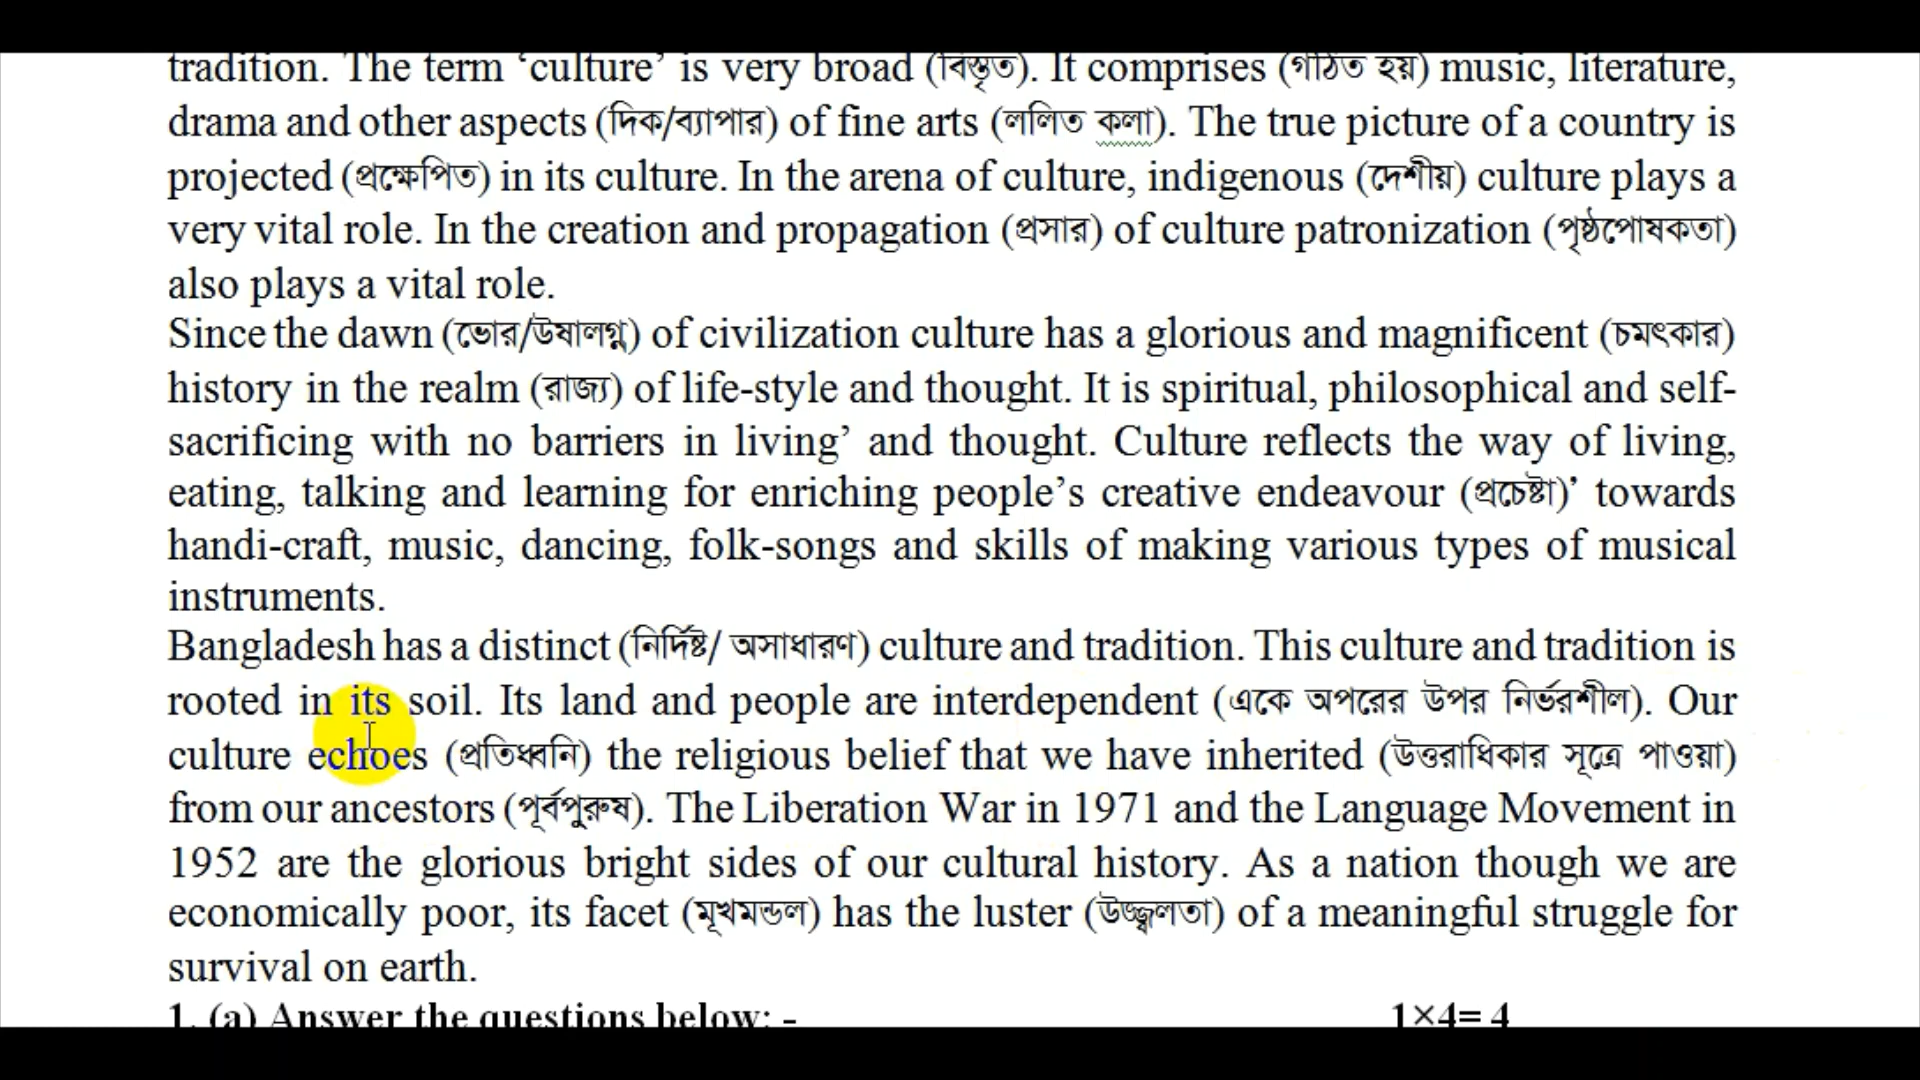 tradition. The term ‘culture’ is very broad (বিস্তৃত). It comprises (গঠিত হয়) music, literature,
drama and other aspects (দিক/ব্যাপার) of fine arts (ললিত কলা). The true picture of a country is
projected (প্রক্ষেপিত) in its culture. In the arena of culture, indigenous (দেশীয়) culture plays a
very vital role. In the creation and propagation (প্রসার) of culture patronization (পৃষ্ঠপোষকতা)
also plays a vital role.
Since the dawn (ভোর/উষালগ্ন) of civilization culture has a glorious and magnificent (চমৎকার)
history in the realm (রাজ্য) of life-style and thought. It is spiritual, philosophical and self-
sacrificing with no barriers in living’ and thought. Culture reflects the way of living,
eating, talking and learning for enriching people’s creative endeavour (প্রচেষ্টা)’ towards
handi-craft, music, dancing, folk-songs and skills of making various types of musical
instruments.
Bangladesh has a distinct (নির্দিষ্ট/ অসাধারণ) culture and tradition. This culture and tradition is
rooted in its soil. Its land and people are interdependent (একে অপরের উপর নির্ভরশীল). Our
culture echoes (প্রতিধ্বনি) the religious belief that we have inherited (উত্তরাধিকার সূত্রে পাওয়া)
from our ancestors (পূর্বপুরুষ). The Liberation War in 1971 and the Language Movement in
1952 are the glorious bright sides of our cultural history. As a nation though we are
economically poor, its facet (মূখমন্ডল) has the luster (উজ্জ্বলতা) of a meaningful struggle for
survival on earth.
1. (a) Answer the questions below: - 1×4= 4